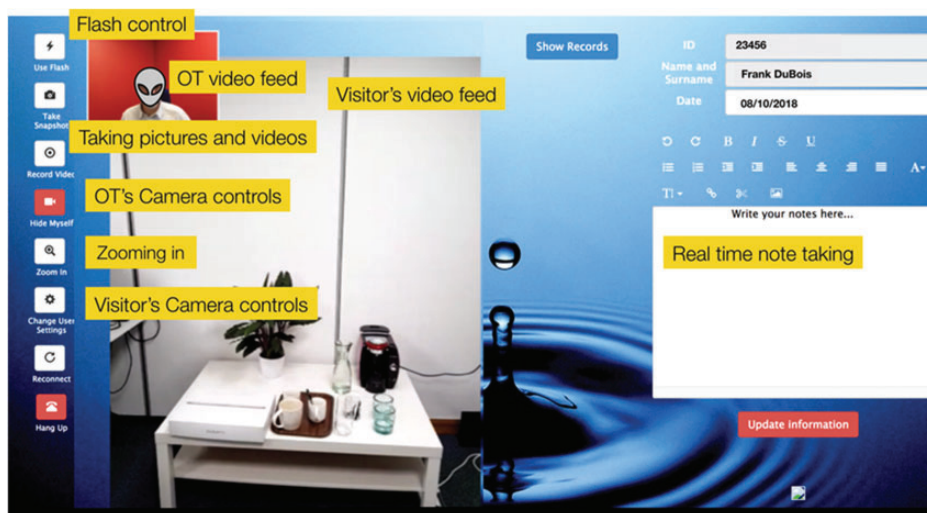 Flash control
Use Flash
OT video feed
Visitor's video feed
Take
Snapshot
Taking pictures and videos
Record Video
OT's Camera controls
Hide Myself
Zooming in
Zoom In
Visitor's Camera controls
Change User
Settings
Reconnect
Hang Up
Show Records
ID
23456
Name and
Surname
Frank DuBois
Date
08/10/2018
B I S U
A
T
Write your notes here...
Real time note taking
Update information